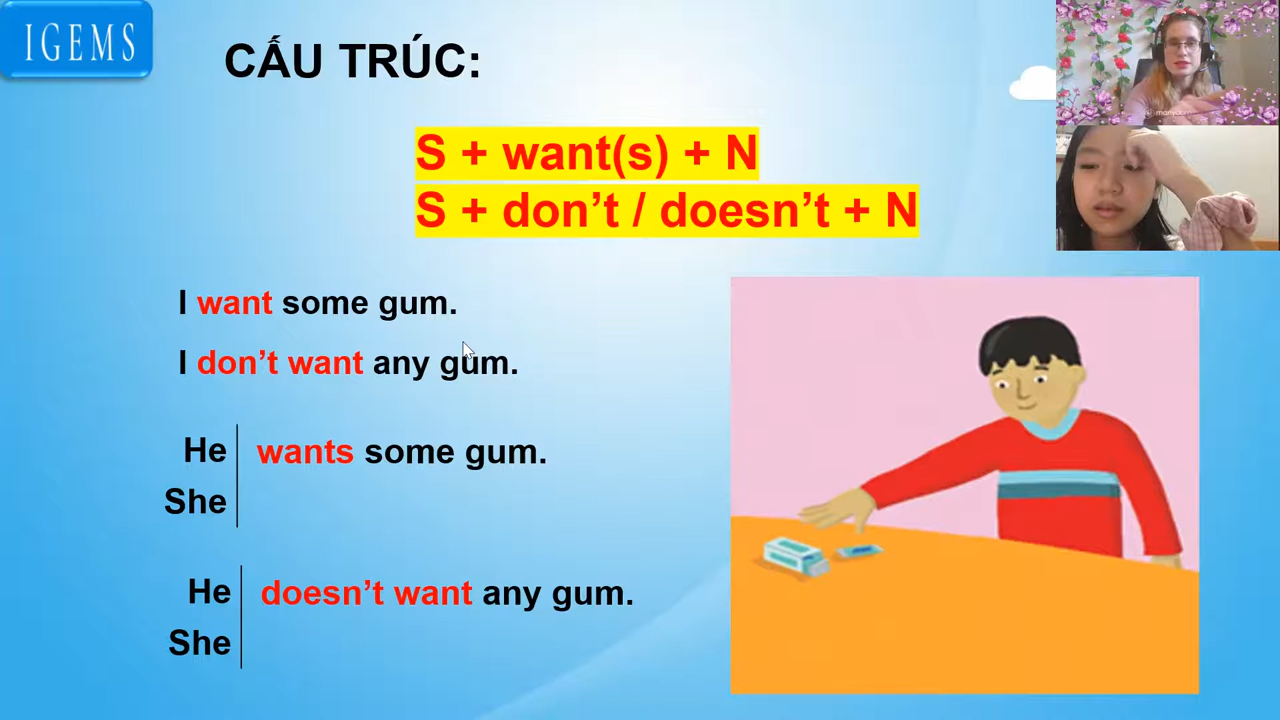 IGEMS
CẤU TRÚC:
S + want(s) + N
S + don’t / doesn’t + N
I want some gum.
I don’t want any gum.
He wants some gum.
She
He doesn’t want any gum.
She